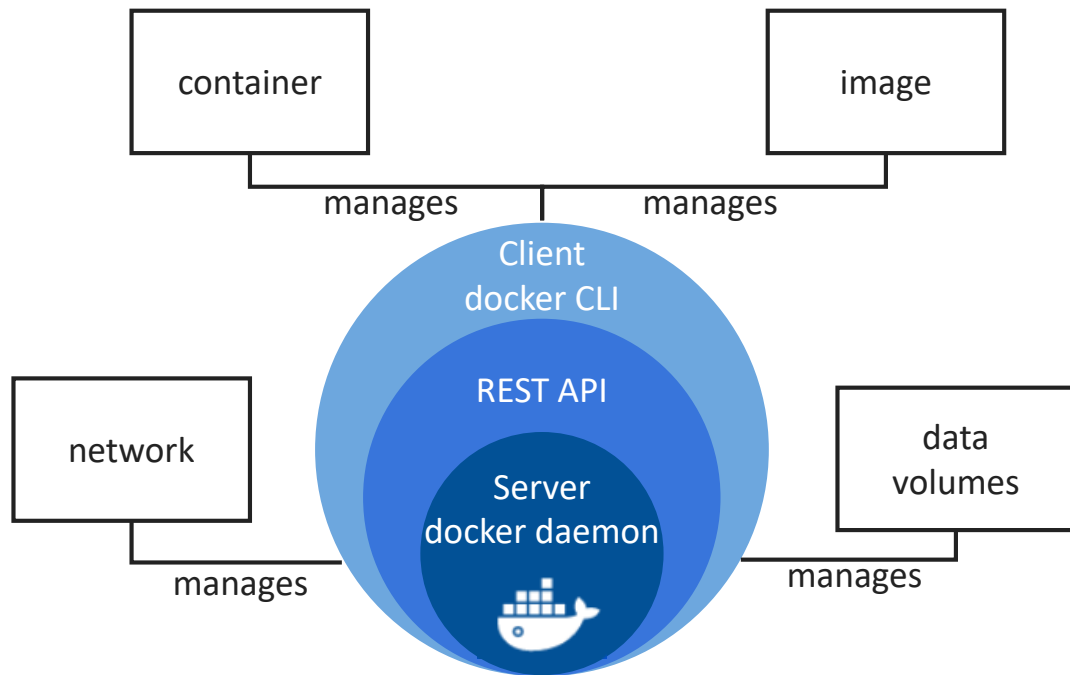 container
image
manages
manages
Client
docker CLI
REST API
network
data
volumes
Server
docker daemon
manages
manages